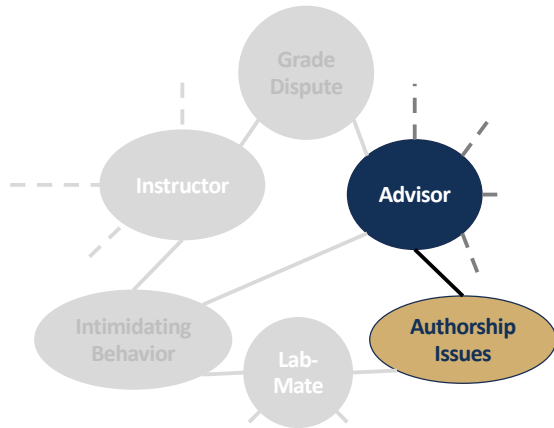 Grade
Dispute
Instructor
Advisor
Intimidating
Behavior
Authorship
Issues
Lab-
Mate